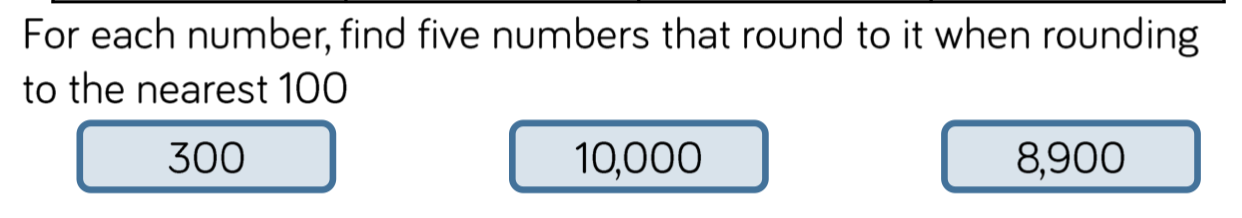 For each number, find five numbers that round to it when rounding
to the nearest 100
300 10,000 8,900